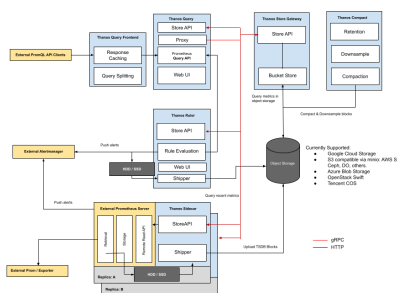 Thanos Query
Store API
Proxy
Prometheus
Query API
Web UI
Thanos Query Frontend
Response
Caching
Query Splitting
External PromQL API Clients
Thanos Store Gateway
Store API
Bucket Store
Thanos Compact
Retention
Downsample
Compaction
Query metrics in
object storage
Compact & Downsample blocks
Thanos Ruler
Store API
Rule Evaluation
Web UI
Shipper
HDD / SSD
Push alerts
External Alertmanager
Object Storage
Currently Supported:
Google Cloud Storage
S3 compatible via minio: AWS S
Ceph, DO, others.
Azure Blob Storage
OpenStack Swift
Tencent COS
Query recent metrics
Push alerts
External Prometheus Server
Retrieval
Storage
Remote Read API
Thanos Sidecar
StoreAPI
Shipper
HDD / SSD
Replica: A
Replica: B
Upload TSDB Blocks
External Prom / Exporter
gRPC
HTTP